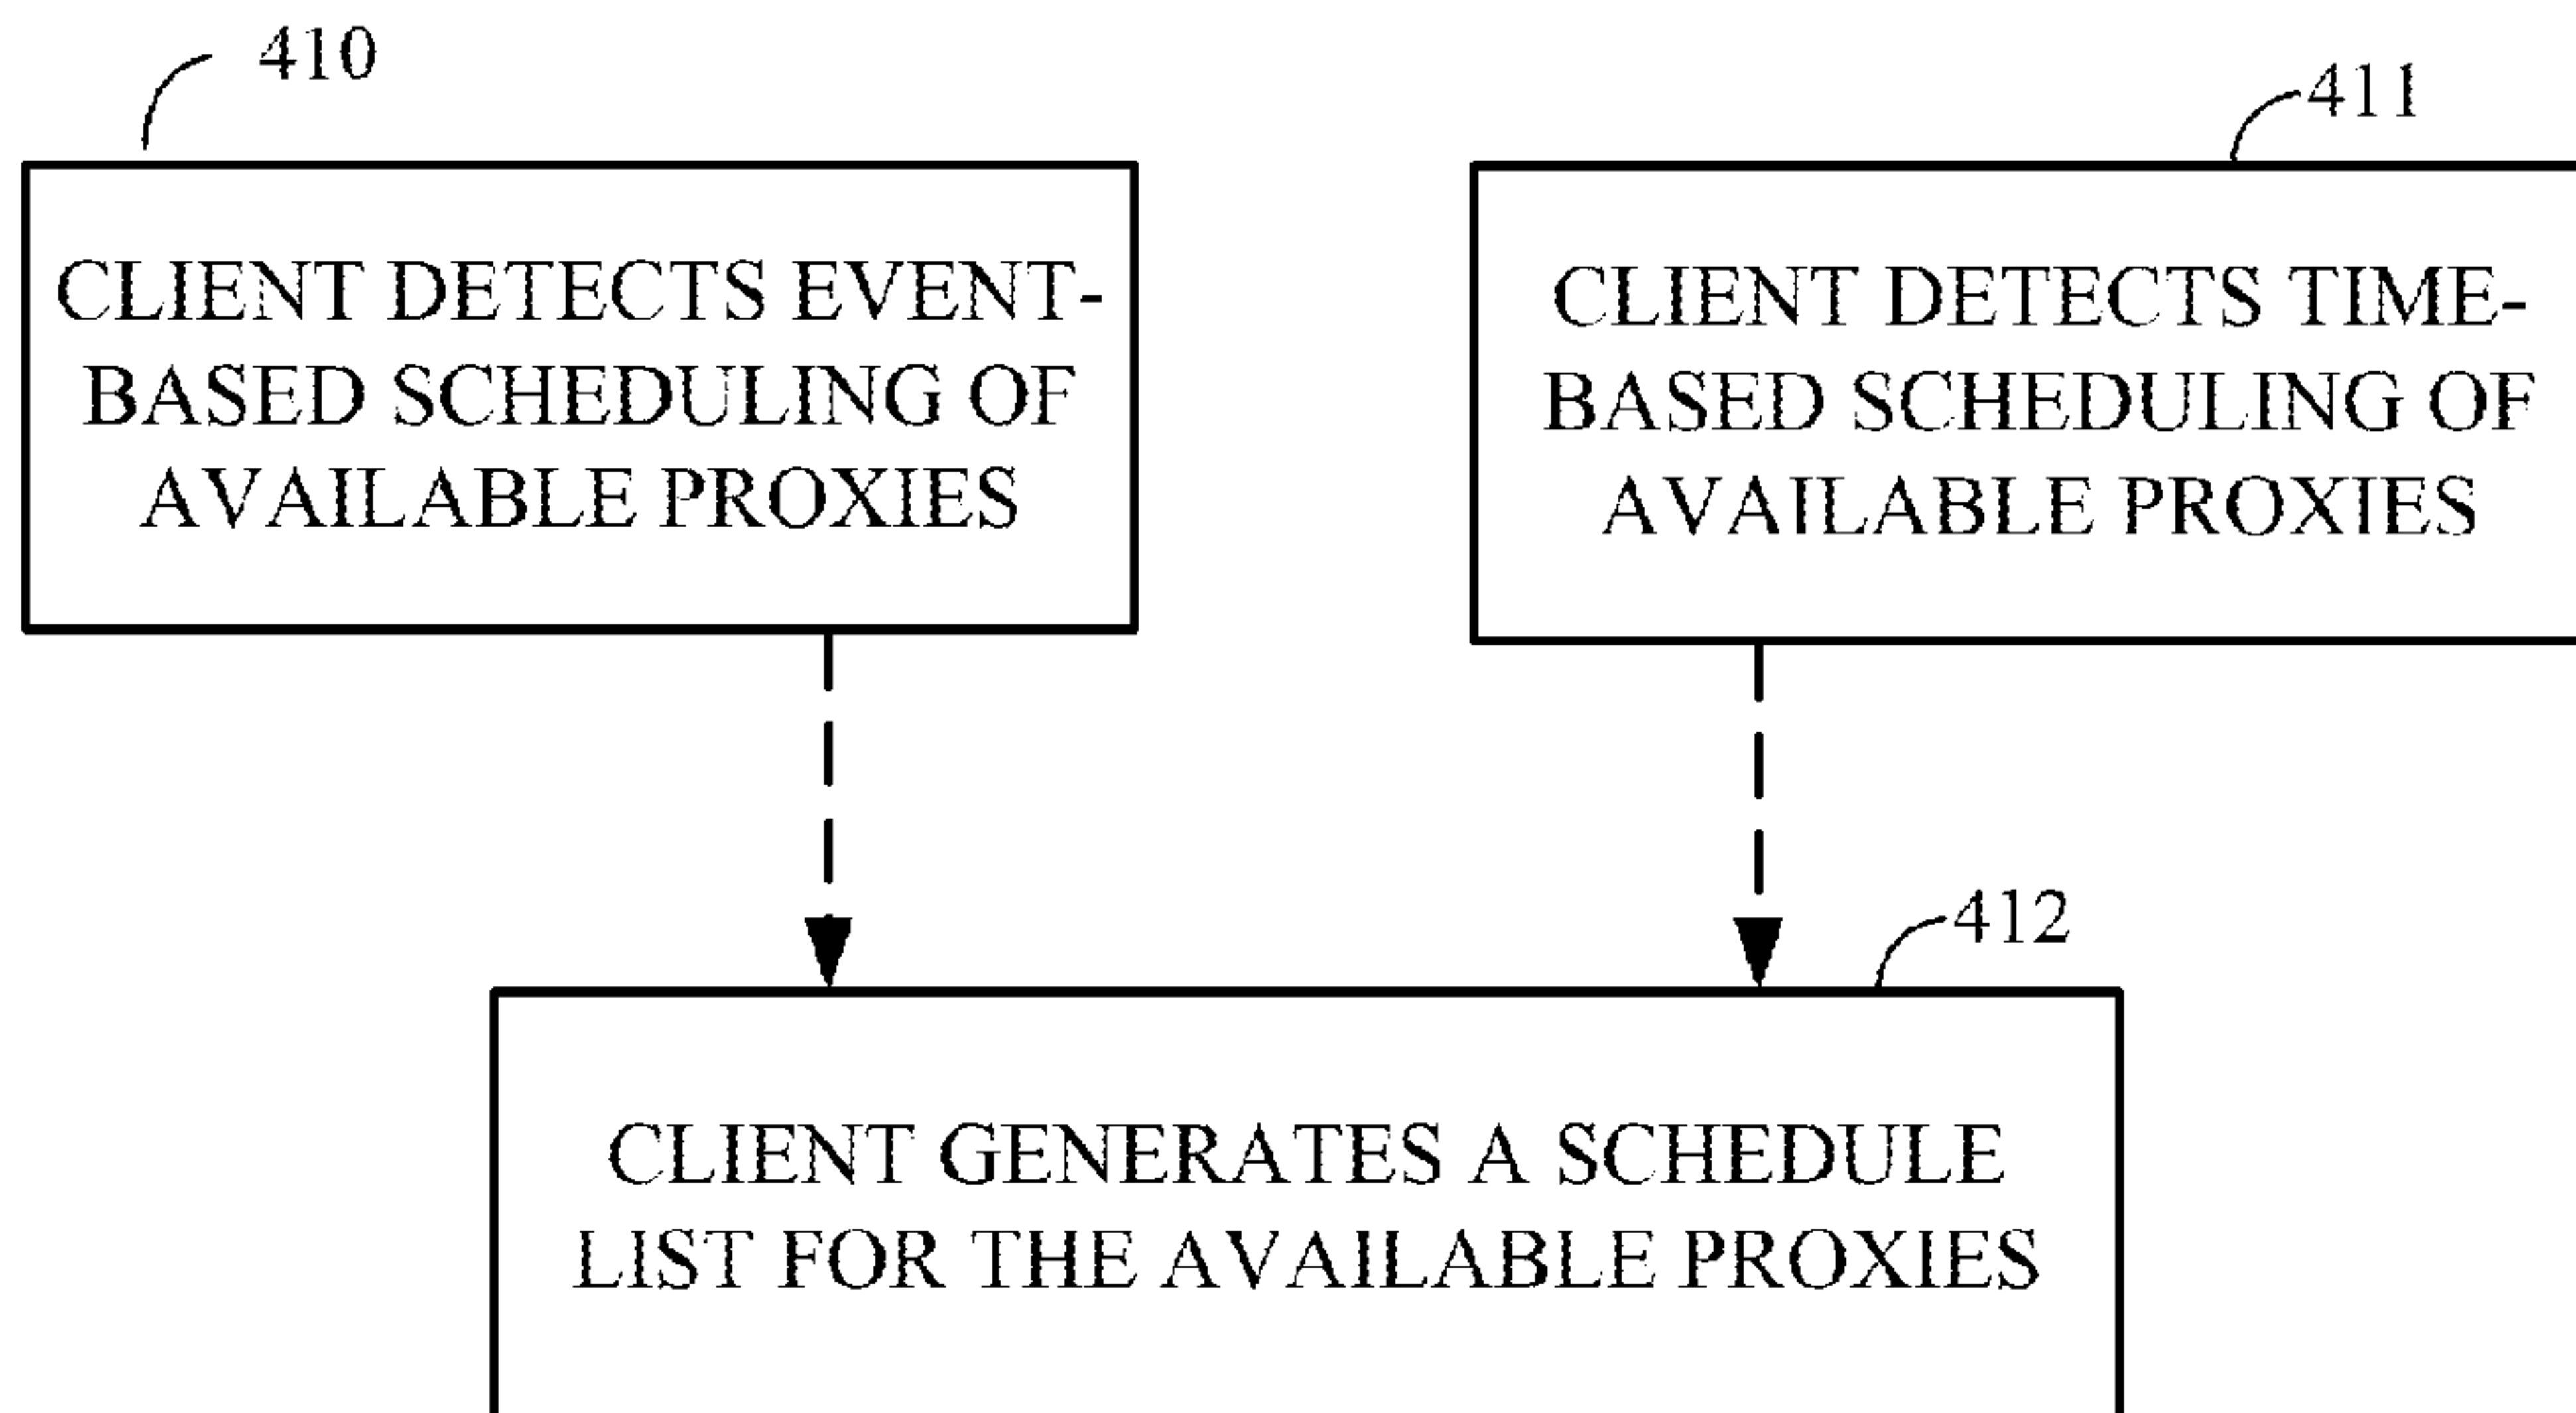 410
CLIENT DETECTS EVENT-
BASED SCHEDULING OF
AVAILABLE PROXIES
411
CLIENT DETECTS TIME-
BASED SCHEDULING OF
AVAILABLE PROXIES
412
CLIENT GENERATES A SCHEDULE
LIST FOR THE AVAILABLE PROXIES